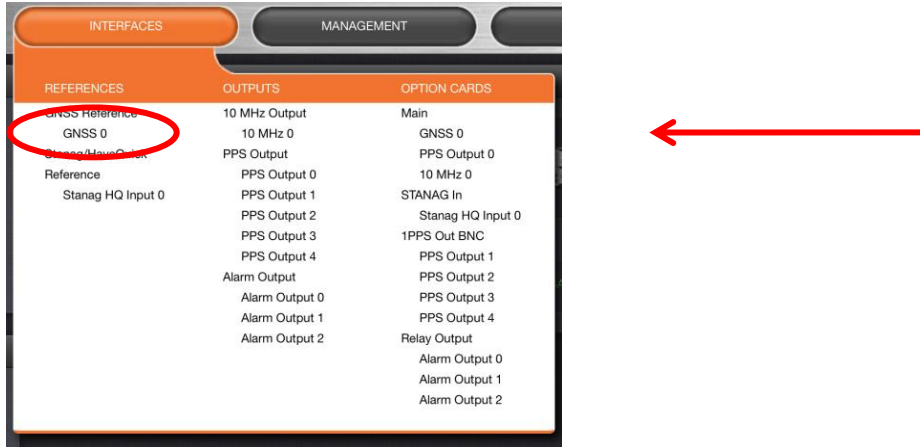 INTERFACES
MANAGEMENT
REFERENCES
GNSS Reference
GNSS 0
Stanag/HaveQuick
Reference
Stanag HQ Input 0
OUTPUTS
10 MHz Output
10 MHz 0
PPS Output
PPS Output 0
PPS Output 1
PPS Output 2
PPS Output 3
PPS Output 4
Alarm Output
Alarm Output 0
Alarm Output 1
Alarm Output 2
OPTION CARDS
Main
GNSS 0
PPS Output 0
10 MHz 0
STANAG In
Stanag HQ Input 0
1PPS Out BNC
PPS Output 1
PPS Output 2
PPS Output 3
PPS Output 4
Relay Output
Alarm Output 0
Alarm Output 1
Alarm Output 2